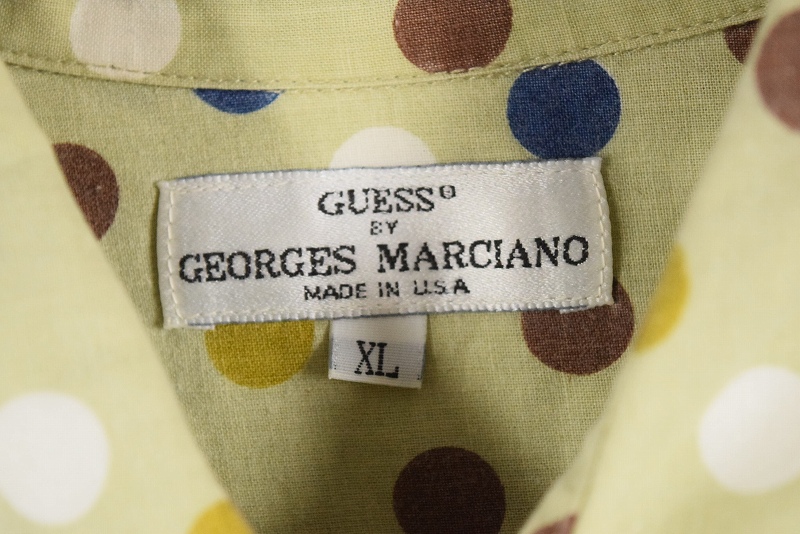 GUESS®
BY
GEORGES MARCIANO
MADE IN U.S.A
XL